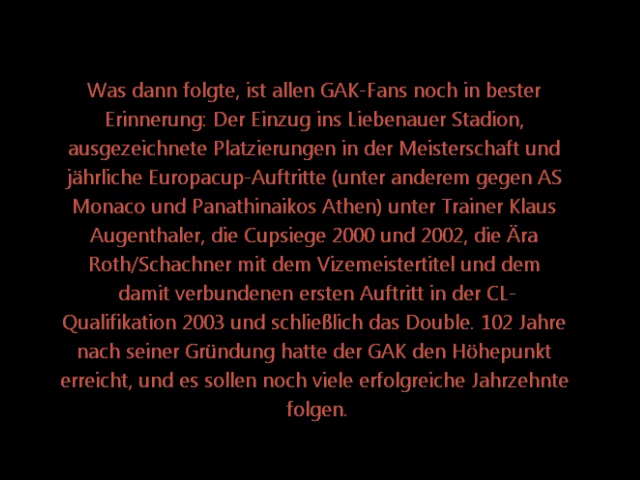 Was dann folgte, ist allen GAK-Fans noch in bester
Erinnerung: Der Einzug ins Liebenauer Stadion,
ausgezeichnete Platzierungen in der Meisterschaft und
jährliche Europacup-Auftritte (unter anderem gegen AS
Monaco und Panathinaikos Athen) unter Trainer Klaus
Augenthaler, die Cupsiege 2000 und 2002, die Ära
Roth/Schachner mit dem Vizemeistertitel und dem
damit verbundenen ersten Auftritt in der CL-
Qualifikation 2003 und schließlich das Double. 102 Jahre
nach seiner Gründung hatte der GAK den Höhepunkt
erreicht, und es sollen noch viele erfolgreiche Jahrzehnte
folgen.